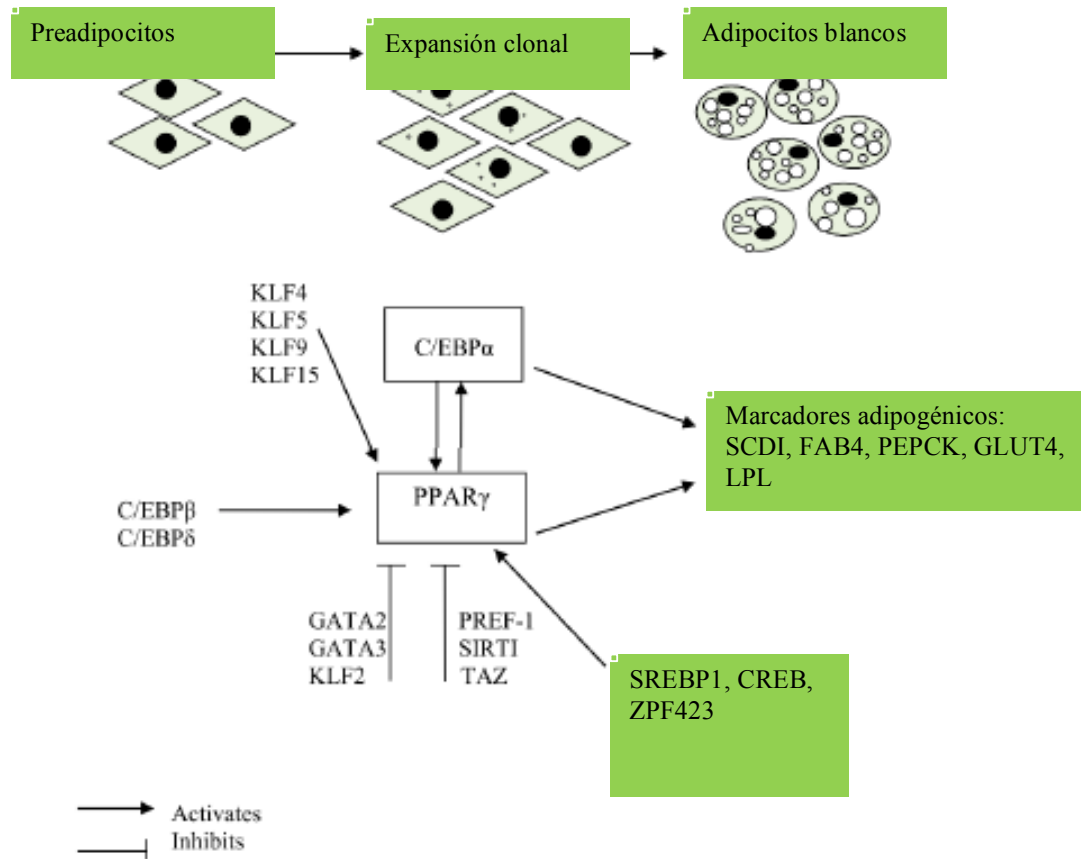 Preadipocitos
Expansión clonal
Adipocitos blancos
KLF4
KLF5
KLF9
KLF15
C/EBPα
Marcadores adipogénicos:
SCDI, FAB4, PEPCK, GLUT4,
LPL
PPARγ
C/EBPβ
C/EBPδ
GATA2
GATA3
KLF2
PREF-1
SIRTI
TAZ
SREBP1, CREB,
ZPF423
Activates
Inhibits